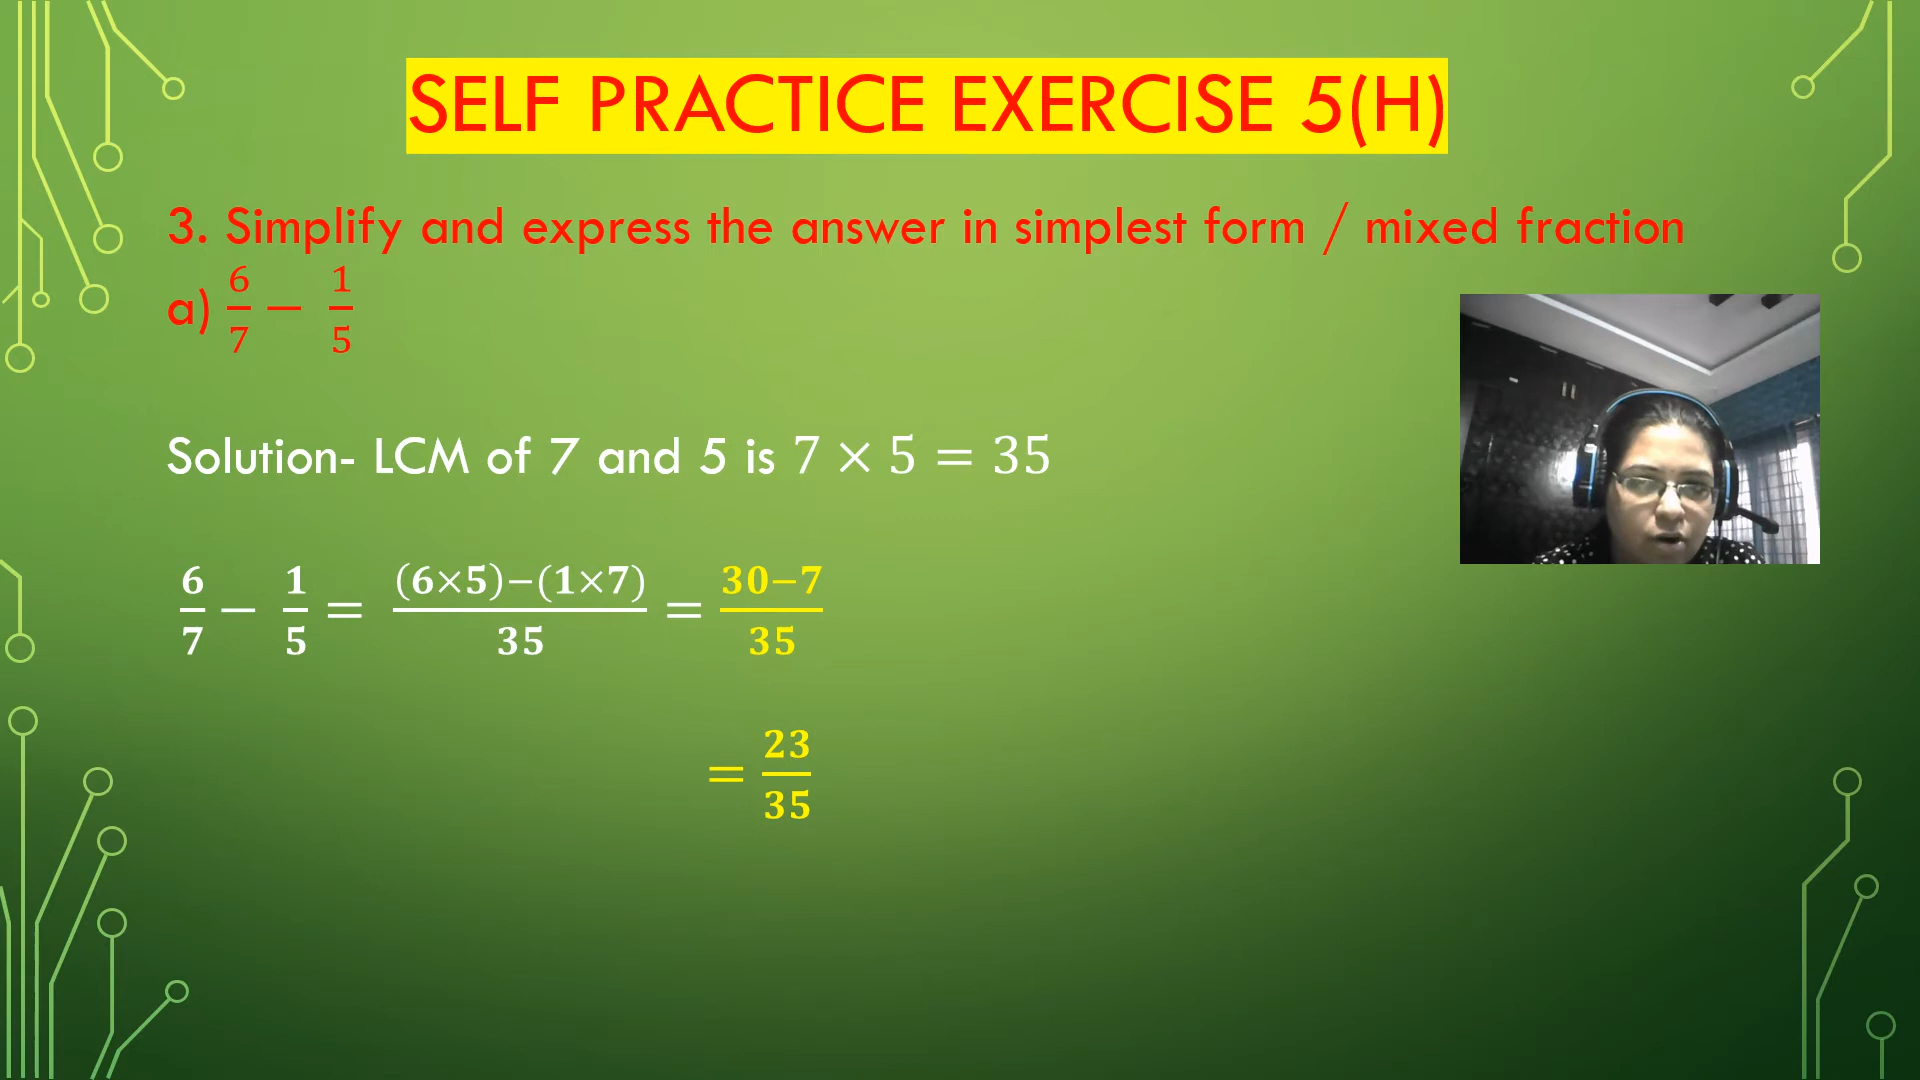 SELF PRACTICE EXERCISE 5(H)
3. Simplify and express the answer in simplest form / mixed fraction
a) 6/7 − 1/5
Solution- LCM of 7 and 5 is 7 × 5 = 35
6/7 − 1/5 = (6×5)−(1×7)/35 = 30−7/35
= 23/35